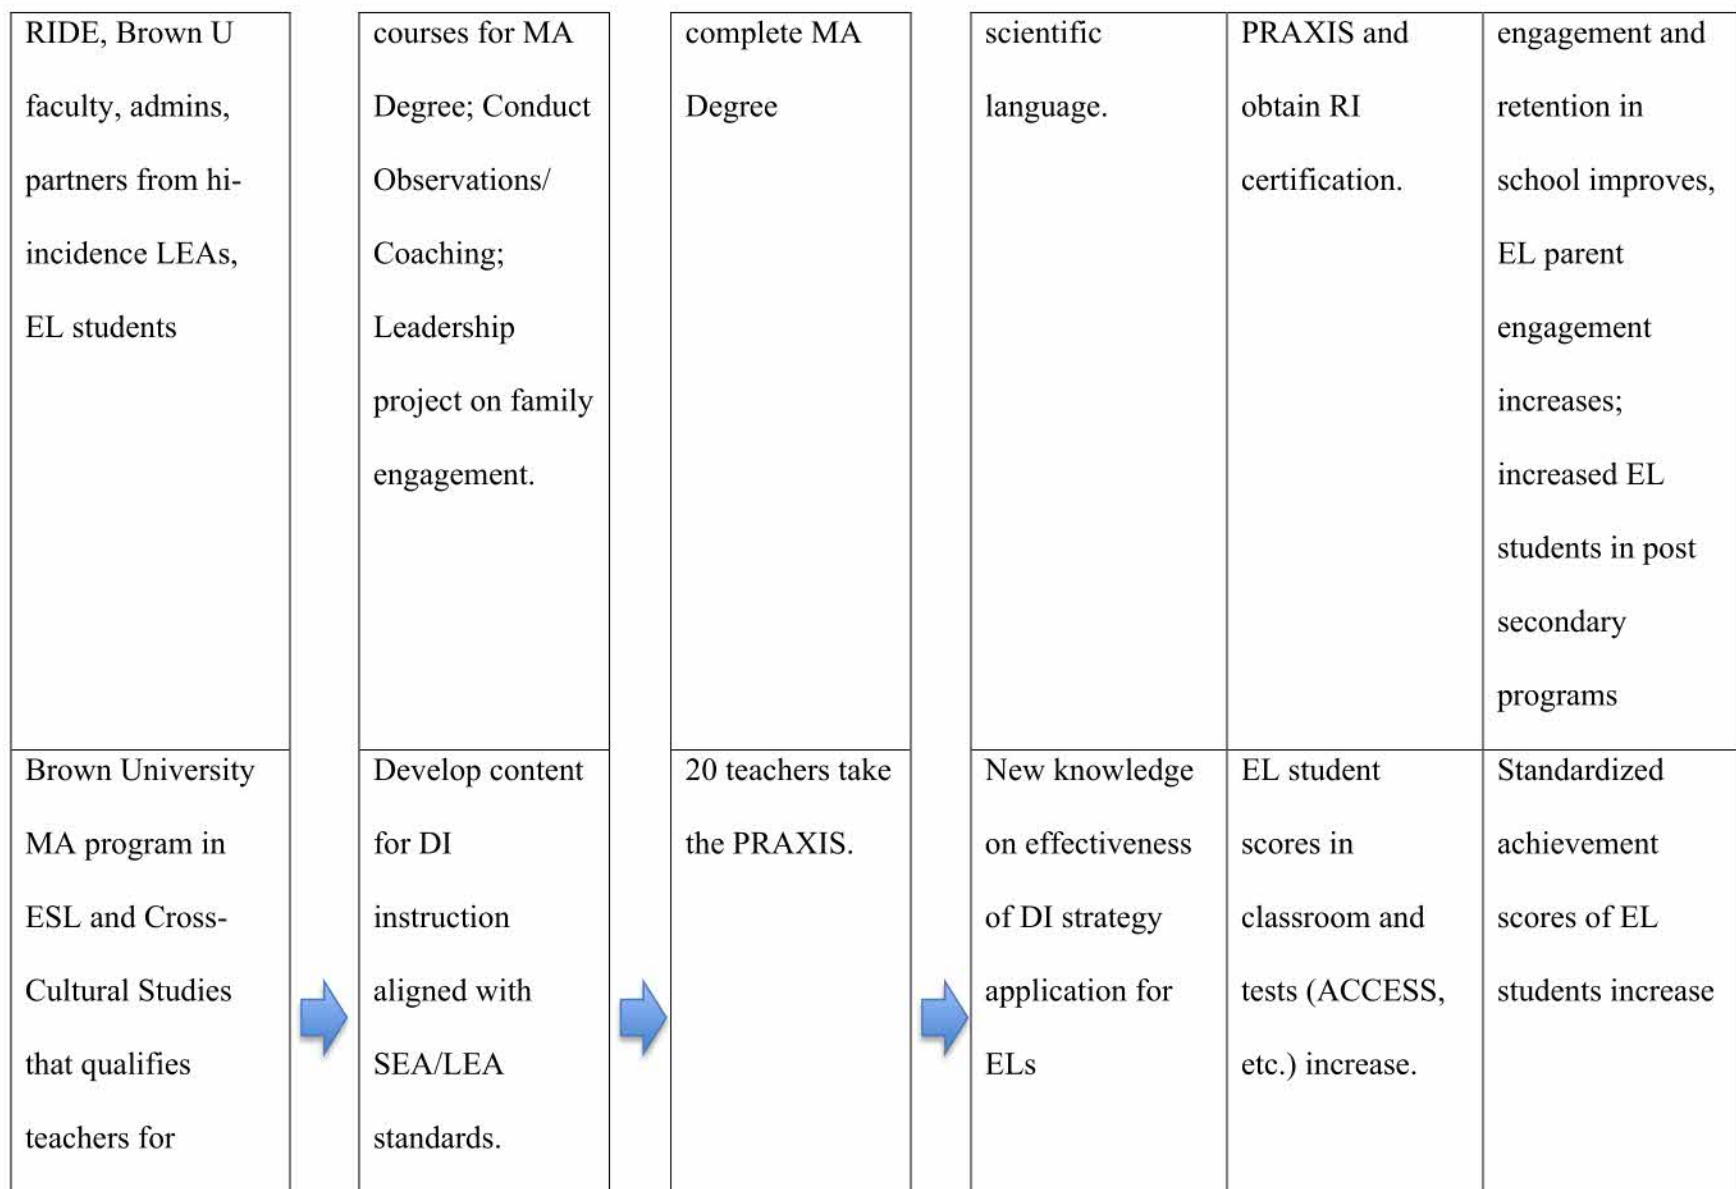 RIDE, Brown U
faculty, admins,
partners from hi-
incidence LEAs,
EL students
courses for MA
Degree; Conduct
Observations/
Coaching;
Leadership
project on family
engagement.
complete MA
Degree
scientific
language.
PRAXIS and
obtain RI
certification.
engagement and
retention in
school improves,
EL parent
engagement
increases;
increased EL
students in post
secondary
programs
Brown University
MA program in
ESL and Cross-
Cultural Studies
that qualifies
teachers for
Develop content
for DI
instruction
aligned with
SEA/LEA
standards.
20 teachers take
the PRAXIS.
New knowledge
on effectiveness
of DI strategy
application for
ELs
EL student
scores in
classroom and
tests (ACCESS,
etc.) increase.
Standardized
achievement
scores of EL
students increase